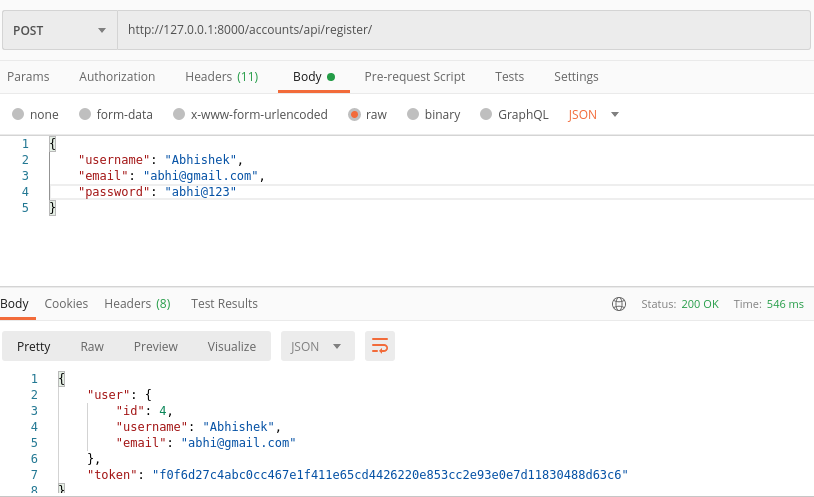 POST http://127.0.0.1:8000/accounts/api/register/
Params Authorization Headers (11) Body Pre-request Script Tests Settings
none form-data x-www-form-urlencoded raw binary GraphQL JSON
1 {
2 "username": "Abhishek",
3 "email": "abhi@gmail.com",
4 "password": "abhi@123"
5 }
Body Cookies Headers (8) Test Results Status: 200 OK Time: 546 ms
Pretty Raw Preview Visualize JSON
1 {
2 "user": {
3 "id": 4,
4 "username": "Abhishek",
5 "email": "abhi@gmail.com"
6 },
7 "token": "f0f6d27c4abc0cc467e1f411e65cd4426220e853cc2e93e0e7d11830488d63c6"
8 }